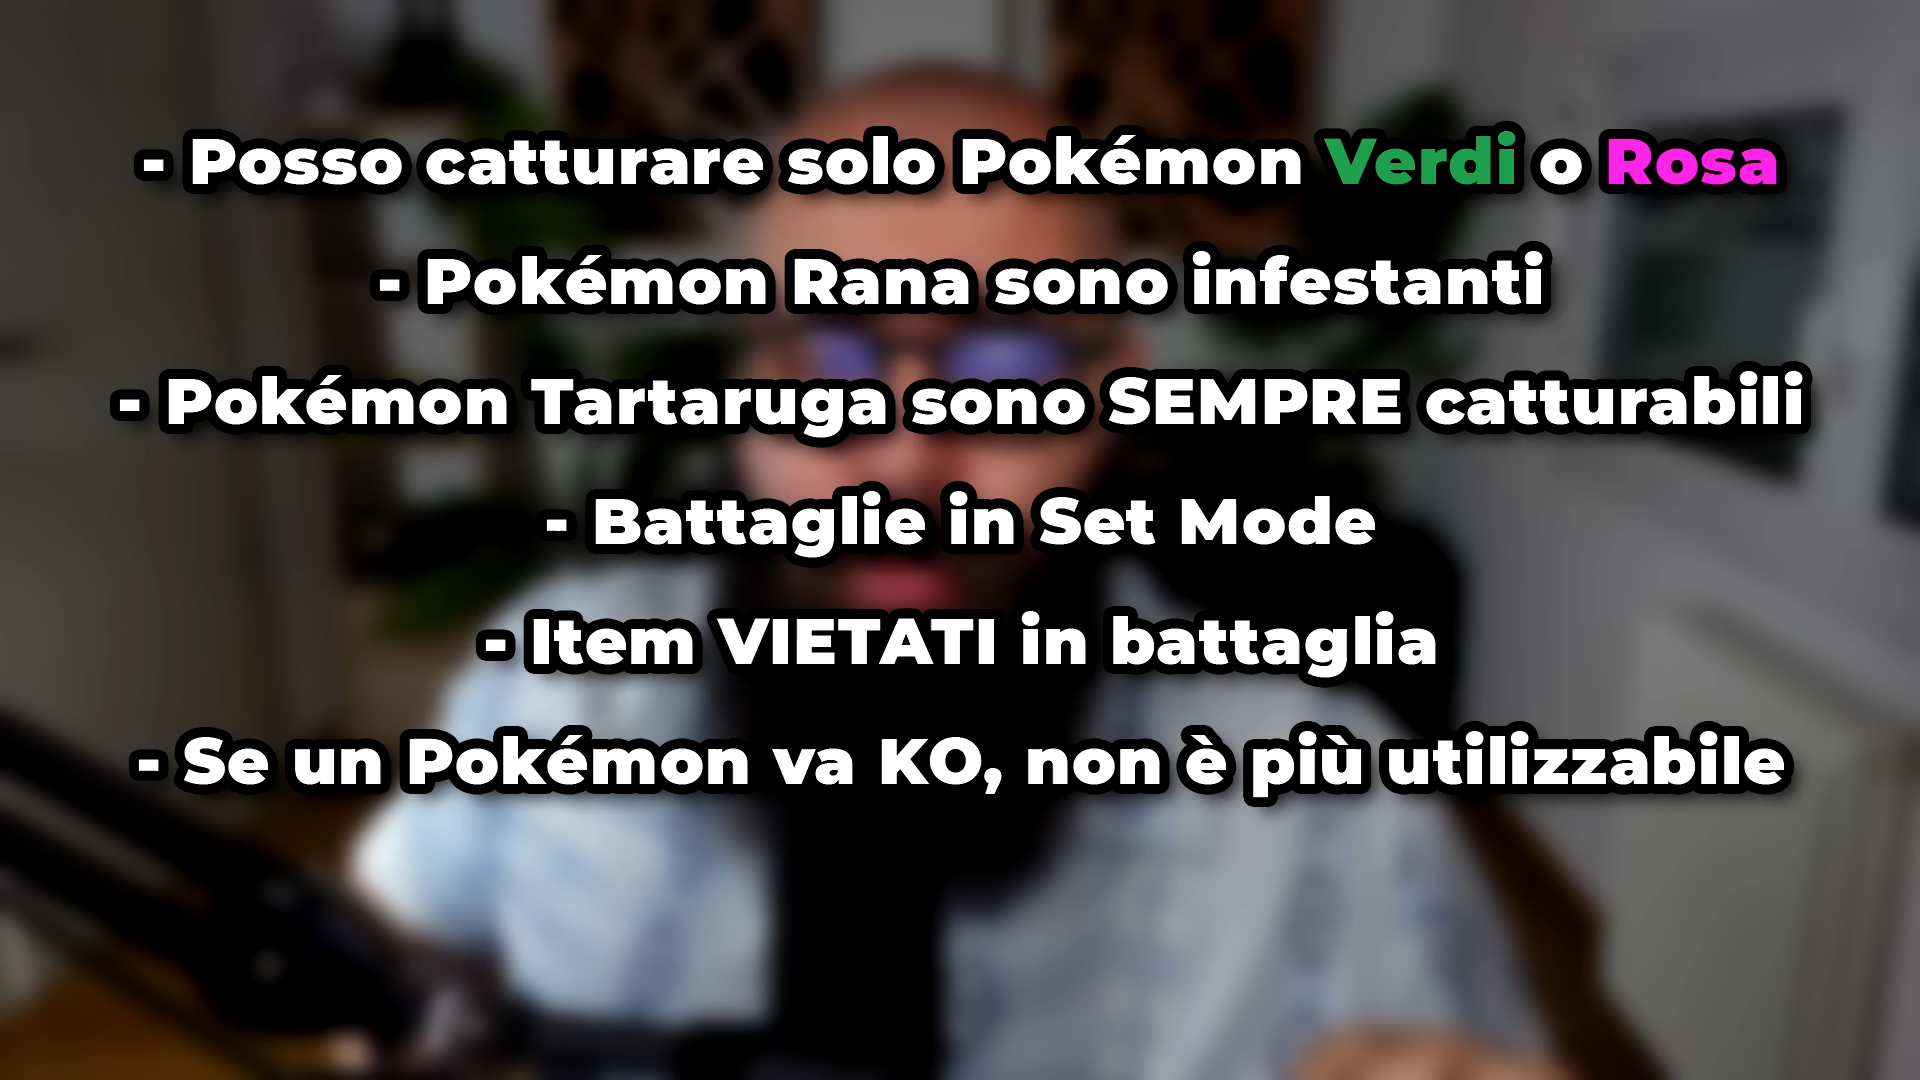 - Posso catturare solo Pokémon Verdi o Rosa
- Pokémon Rana sono infestanti
- Pokémon Tartaruga sono SEMPRE catturabili
- Battaglie in Set Mode
- Item VIETATI in battaglia
- Se un Pokémon va KO, non è più utilizzabile